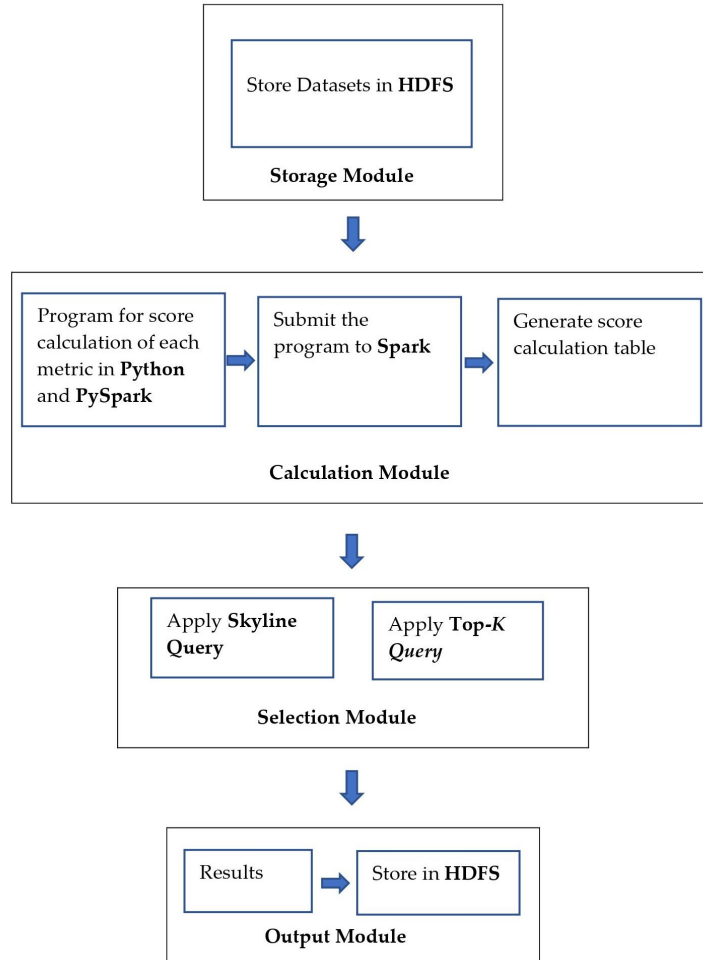 Store Datasets in HDFS
Storage Module
Program for score
calculation of each
metric in Python
and PySpark
Submit the
program to Spark
Generate score
calculation table
Calculation Module
Apply Skyline
Query
Apply Top-K
Query
Selection Module
Results
Store in HDFS
Output Module